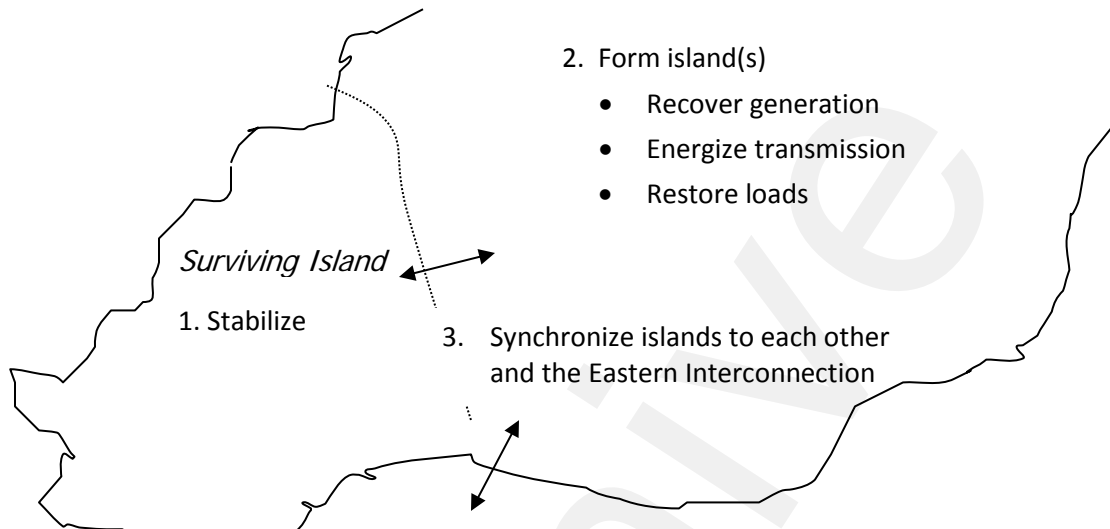 2. Form island(s)
• Recover generation
• Energize transmission
• Restore loads
Surviving Island
1. Stabilize
3. Synchronize islands to each other
and the Eastern Interconnection